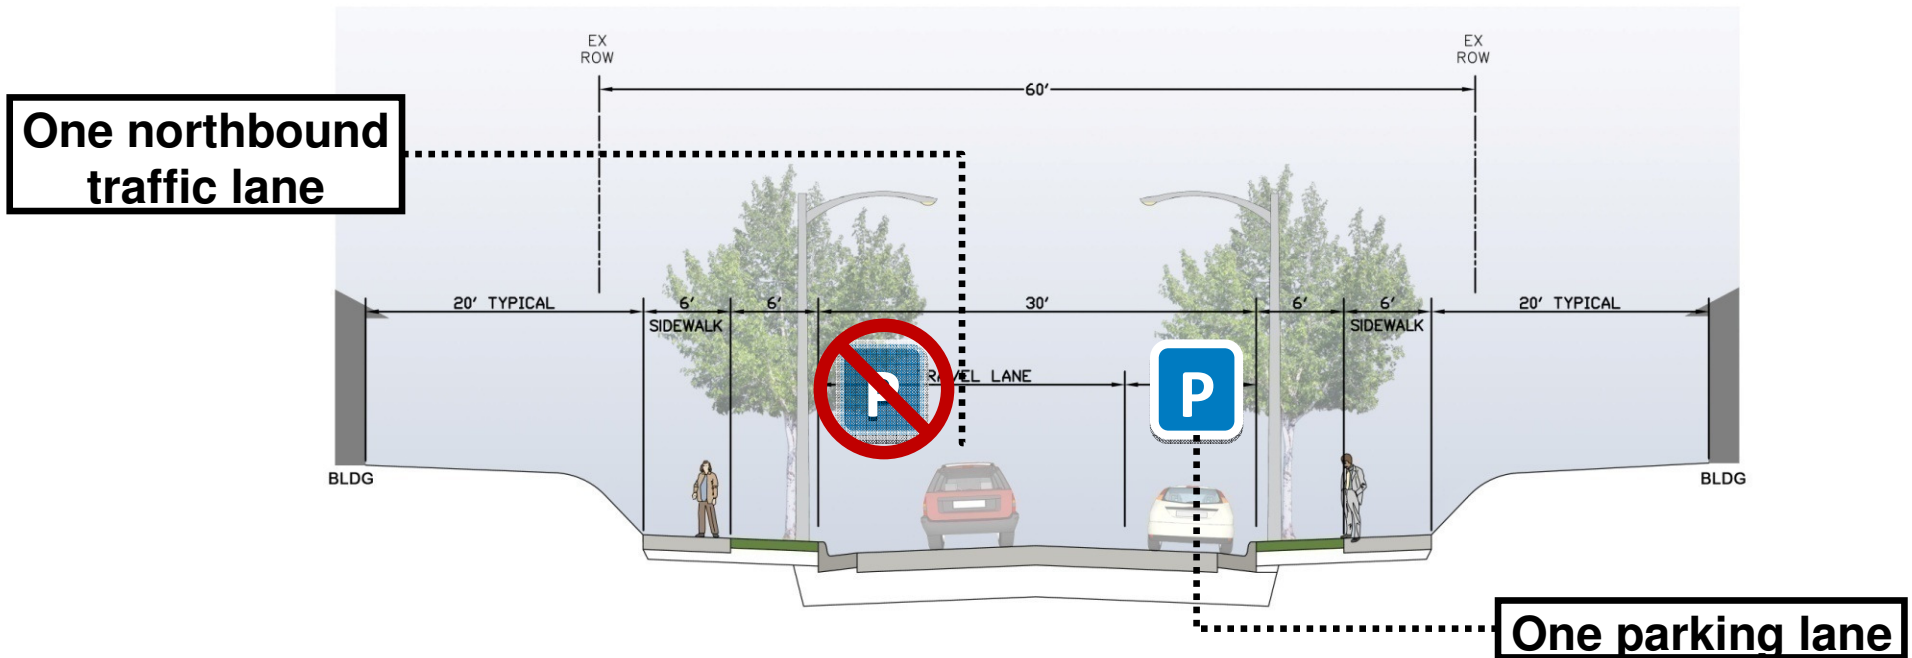 EX
ROW
EX
ROW
60'
One northbound
traffic lane
20' TYPICAL
6'
6'
30'
6'
6'
20' TYPICAL
SIDEWALK
SIDEWALK
P
LANE
P
BLDG
BLDG
One parking lane